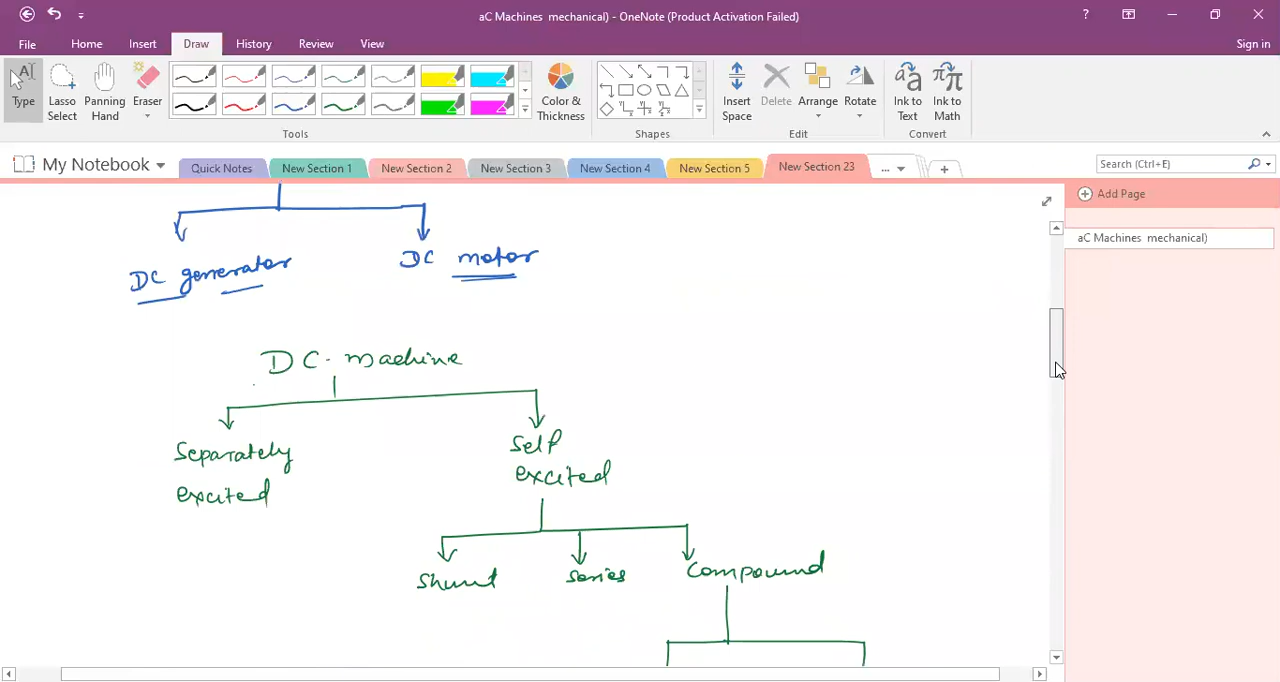 aC Machines mechanical) - OneNote (Product Activation Failed)
?
File Home Insert Draw History Review View
Sign in
Type
Lasso Select
Panning Hand
Eraser
Color & Thickness
Insert Space
Delete
Arrange
Rotate
Ink to Text
Ink to Math
Tools
Shapes
Edit
Convert
My Notebook
Quick Notes
New Section 1
New Section 2
New Section 3
New Section 4
New Section 5
New Section 23
...
Search (Ctrl+E)
Add Page
aC Machines mechanical)
DC generator
DC motor
DC machine
Separately
excited
Self
excited
Shunt
Series
Compound